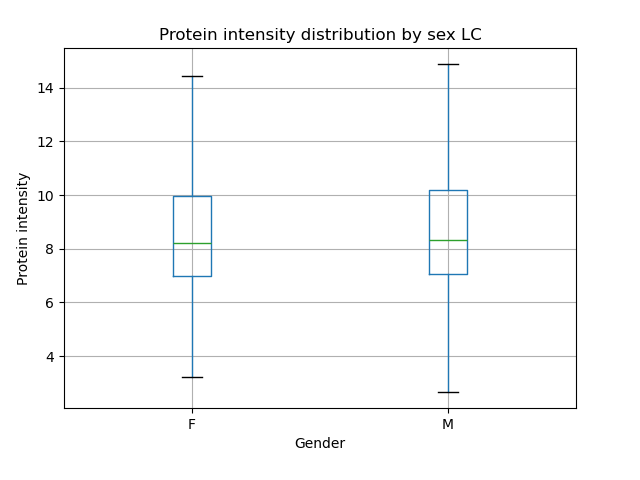 Protein intensity distribution by sex LC
14
12
10
8
6
4
Protein intensity
F
M
Gender